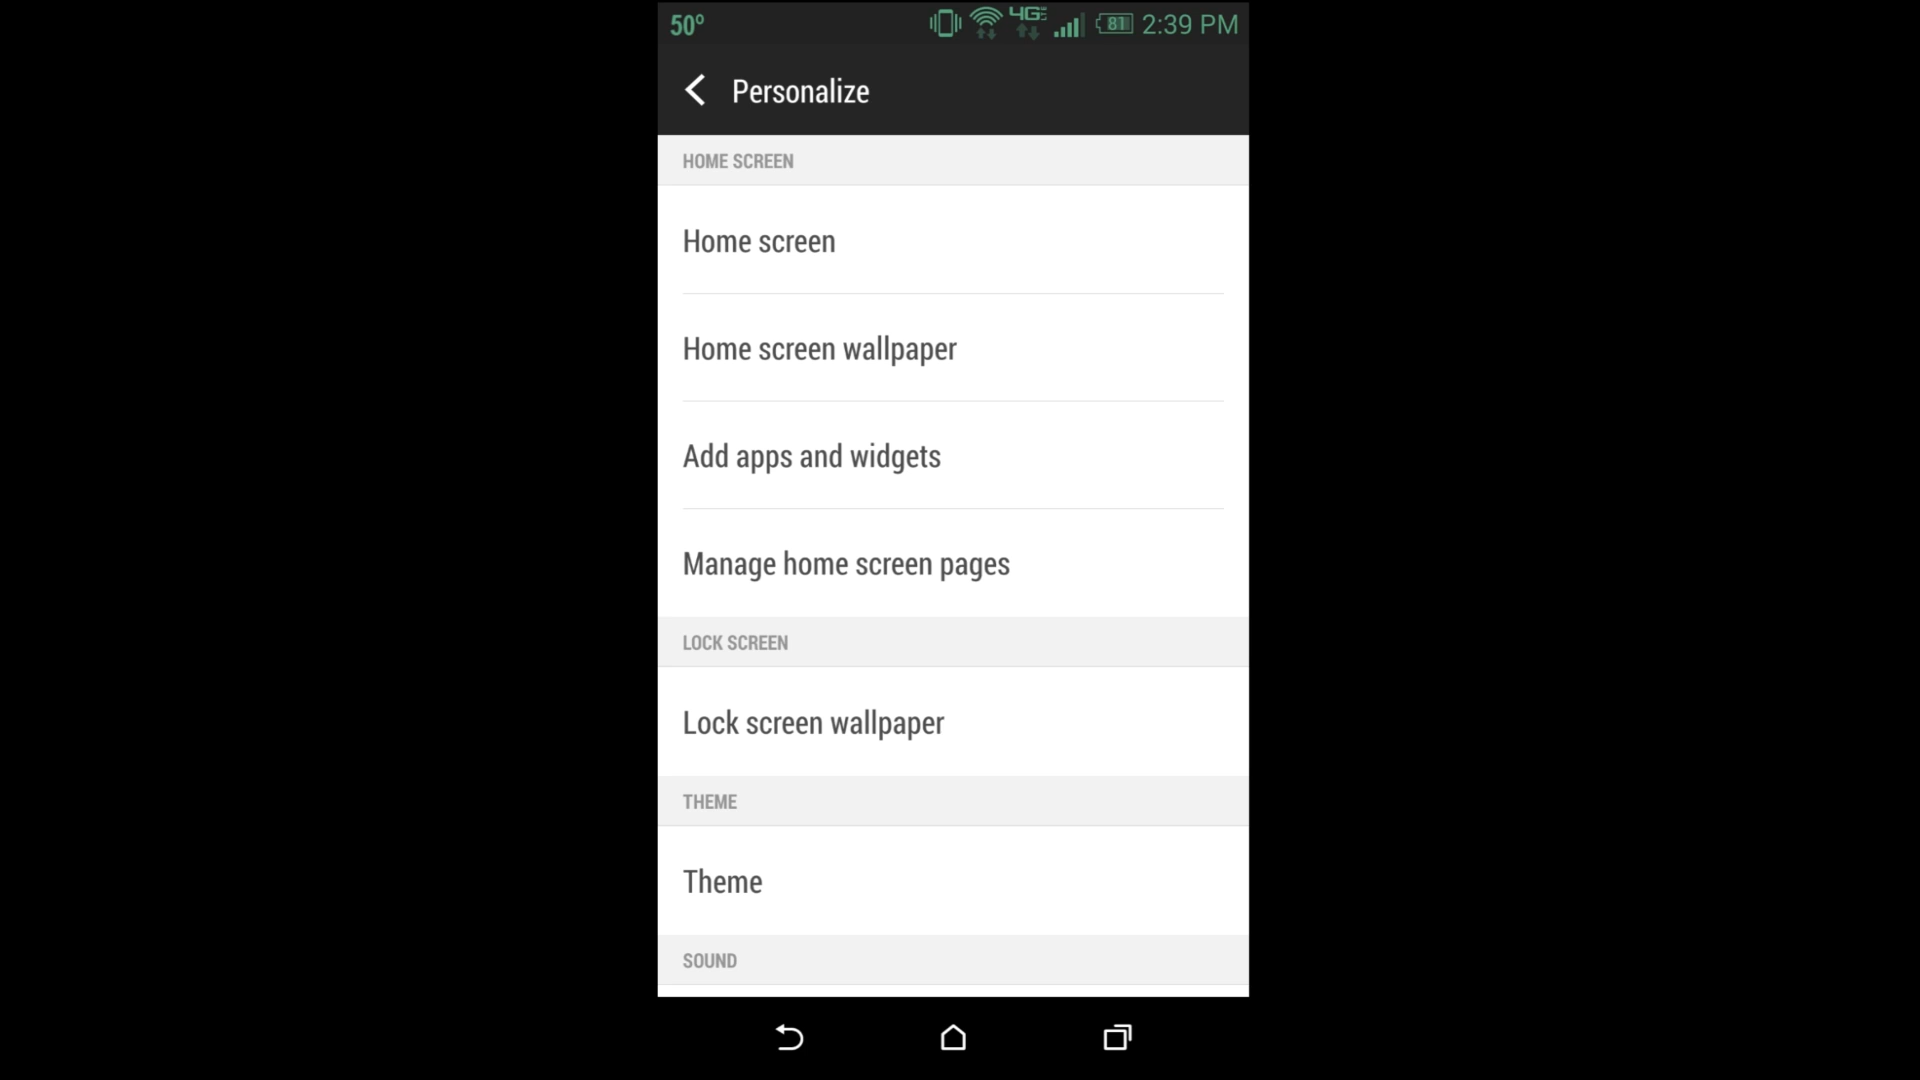 50° 4G LTE 81 2:39 PM
Personalize
HOME SCREEN
Home screen
Home screen wallpaper
Add apps and widgets
Manage home screen pages
LOCK SCREEN
Lock screen wallpaper
THEME
Theme
SOUND